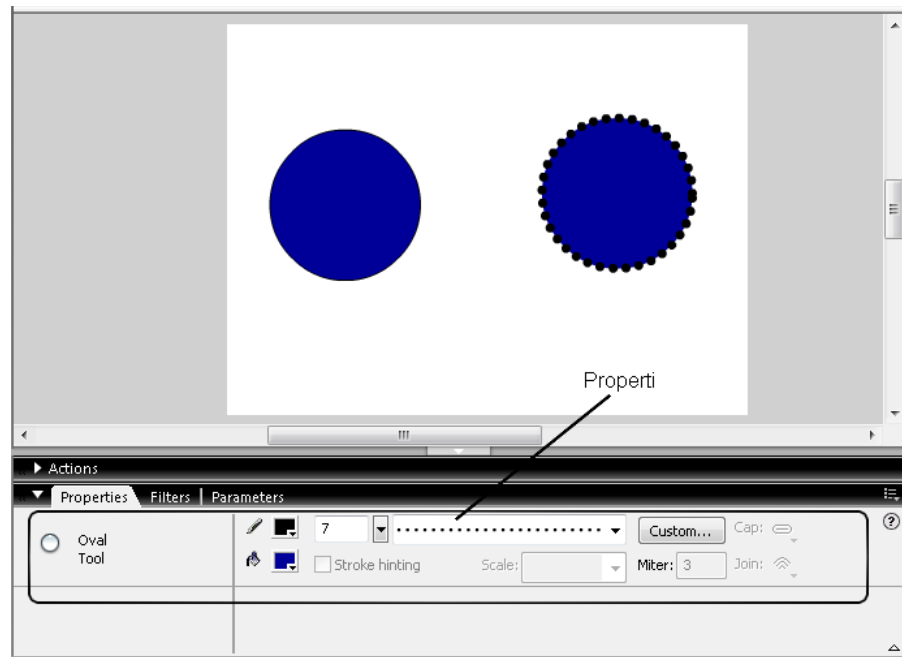 Properti
Actions
Properties Filters | Parameters
Oval
Tool
7
Custom...
Cap:
Stroke hinting
Scale:
Miter: 3
Join:
?